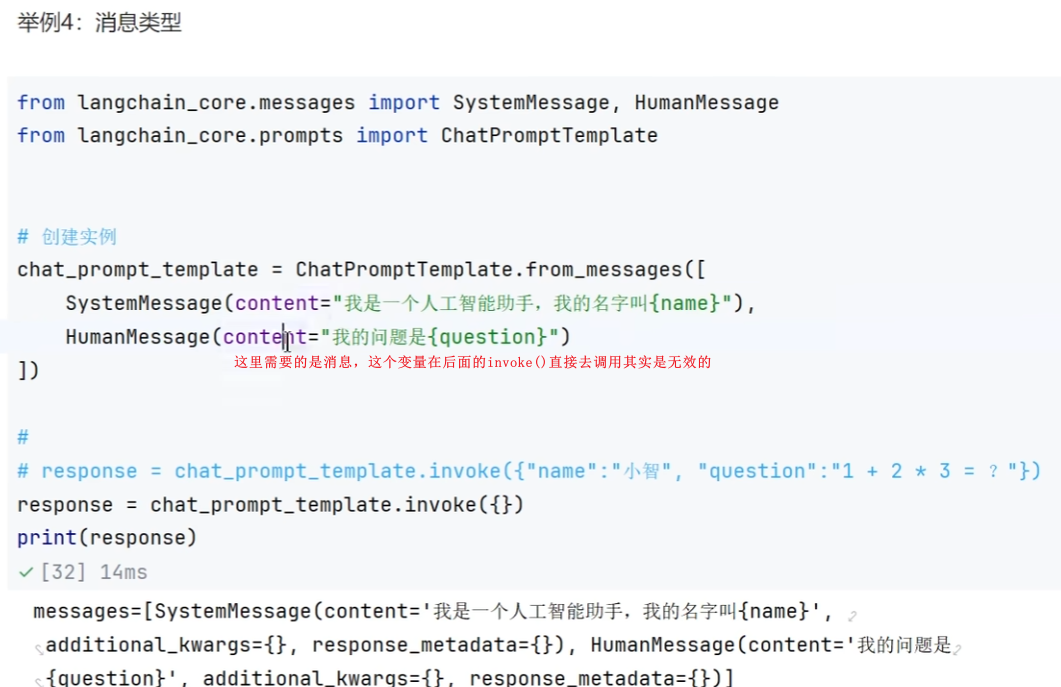 举例4：消息类型
from langchain_core.messages import SystemMessage, HumanMessage
from langchain_core.prompts import ChatPromptTemplate
# 创建实例
chat_prompt_template = ChatPromptTemplate.from_messages([
    SystemMessage(content="我是一个人工智能助手，我的名字叫{name}"),
    HumanMessage(content="我的问题是{question}")
这里需要的是消息，这个变量在后面的invoke()直接去调用其实是无效的
])
#
# response = chat_prompt_template.invoke({"name":"小智", "question":"1 + 2 * 3 = ？"})
response = chat_prompt_template.invoke({})
print(response)
✓ [32] 14ms
messages=[SystemMessage(content='我是一个人工智能助手，我的名字叫{name}',
additional_kwargs={}, response_metadata={}), HumanMessage(content='我的问题是
{question}', additional_kwargs={}, response_metadata={})]